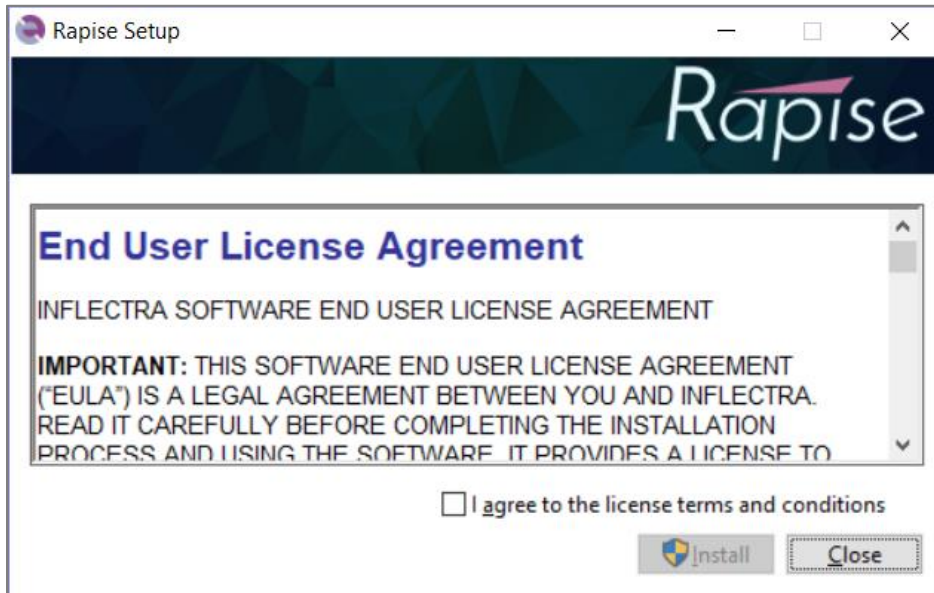 Rapise Setup
Rapise
End User License Agreement
INFLECTRA SOFTWARE END USER LICENSE AGREEMENT
IMPORTANT: THIS SOFTWARE END USER LICENSE AGREEMENT
(“EULA”) IS A LEGAL AGREEMENT BETWEEN YOU AND INFLECTRA.
READ IT CAREFULLY BEFORE COMPLETING THE INSTALLATION
PROCESS AND USING THE SOFTWARE. IT PROVIDES A LICENSE TO
I agree to the license terms and conditions
Install
Close